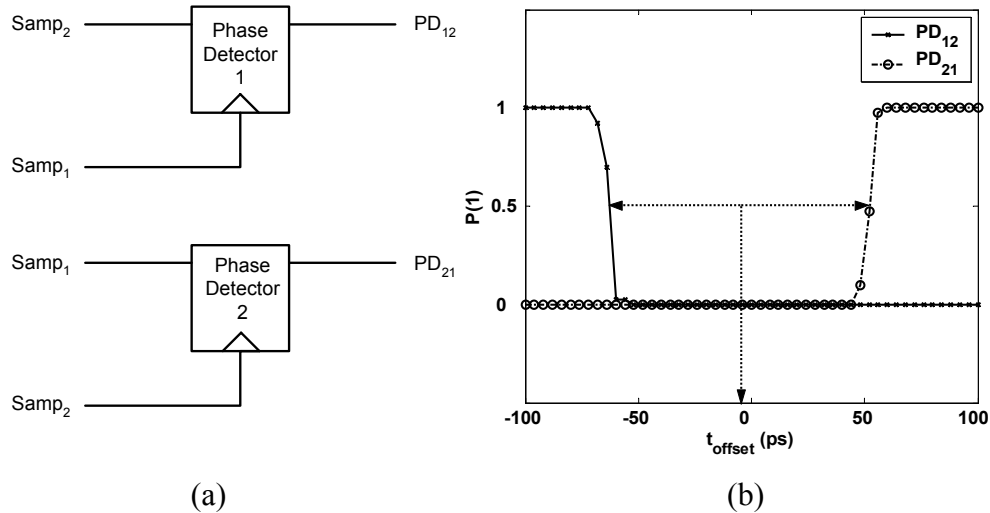 Samp₂
Phase
Detector
1
PD₁₂
Samp₁
Samp₁
Phase
Detector
2
PD₂₁
Samp₂
(a)
PD₁₂
PD₂₁
P(1)
1
0.5
0
-100
-50
0
50
100
t_offset (ps)
(b)